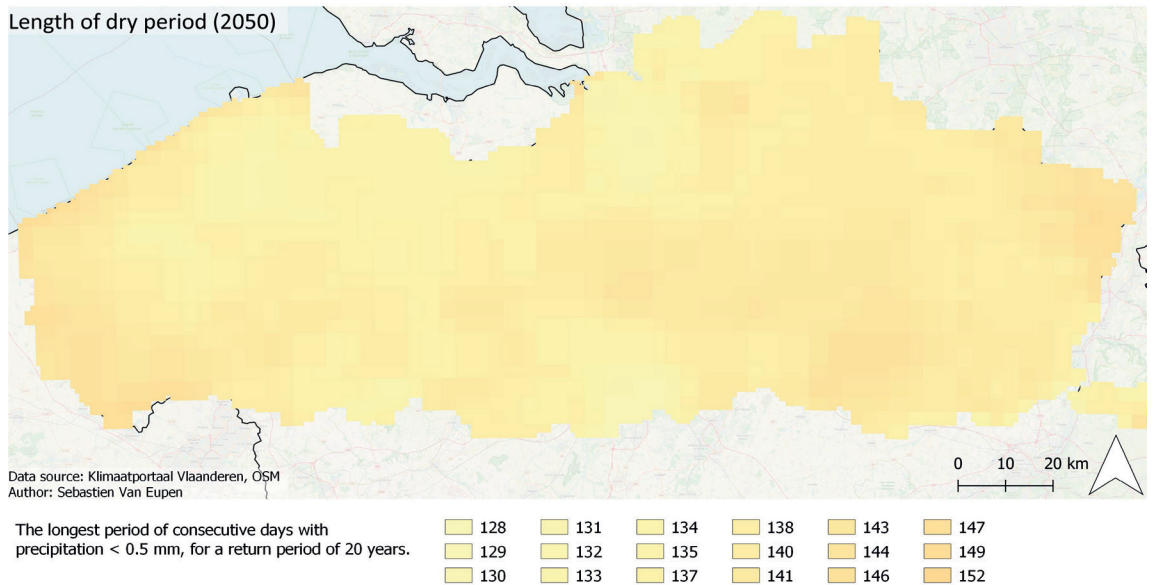 Length of dry period (2050)
Data source: Klimaatportaal Vlaanderen, OSM
Author: Sebastien Van Eupen
0 10 20 km
The longest period of consecutive days with
precipitation < 0.5 mm, for a return period of 20 years.
128 131 134 138 143 147
129 132 135 140 144 149
130 133 137 141 146 152